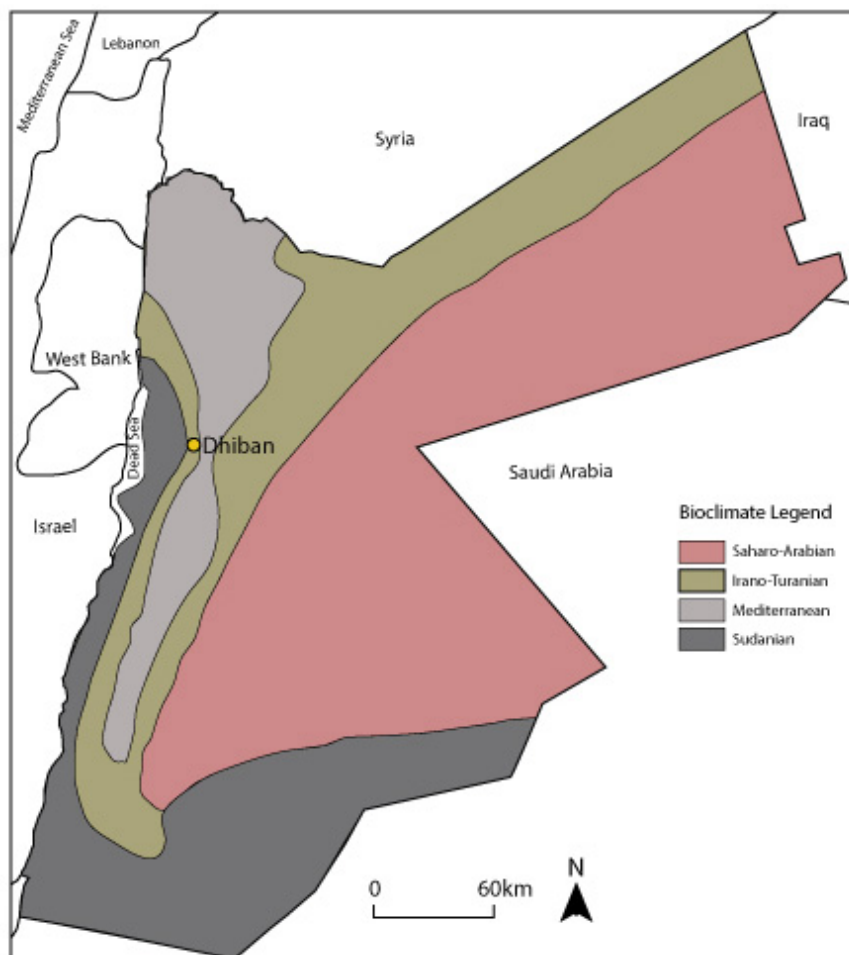 Mediterranean Sea
Lebanon
Syria
Iraq
West Bank
Dead Sea
Dhiban
Israel
Saudi Arabia
Bioclimate Legend
Saharo-Arabian
Irano-Turanian
Mediterranean
Sudanian
N
0 60km